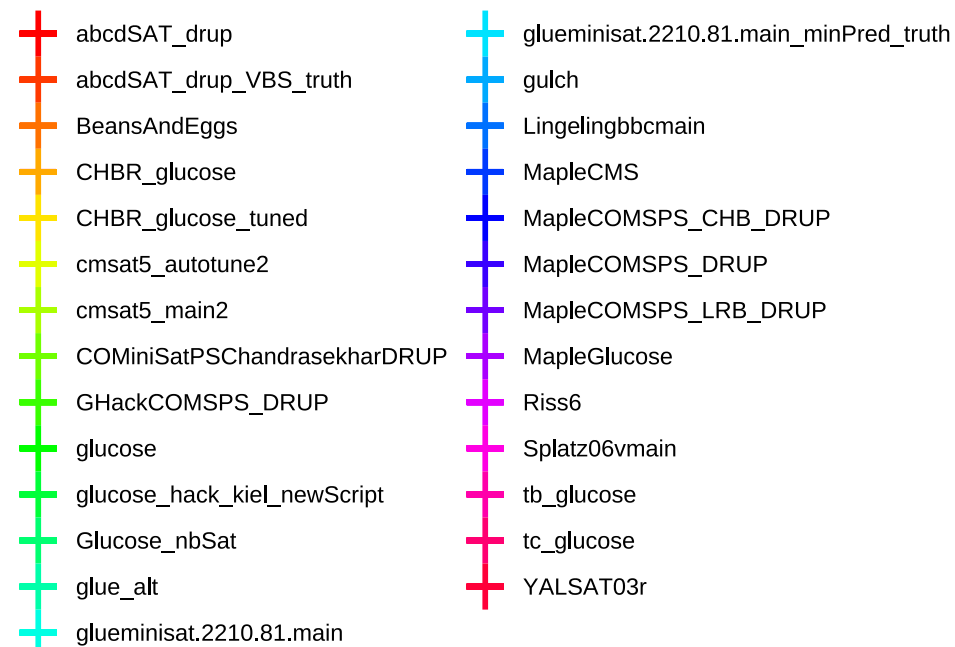 abcdSAT_drup
abcdSAT_drup_VBS_truth
BeansAndEggs
CHBR_glucose
CHBR_glucose_tuned
cmsat5_autotune2
cmsat5_main2
COMiniSatPSChandrasekharDRUP
GHackCOMSPS_DRUP
glucose
glucose_hack_kiel_newScript
Glucose_nbSat
glue_alt
glueminisat.2210.81.main
glueminisat.2210.81.main_minPred_truth
gulch
Lingelingbbcmain
MapleCMS
MapleCOMSPS_CHB_DRUP
MapleCOMSPS_DRUP
MapleCOMSPS_LRB_DRUP
MapleGlucose
Riss6
Splatz06vmain
tb_glucose
tc_glucose
YALSAT03r